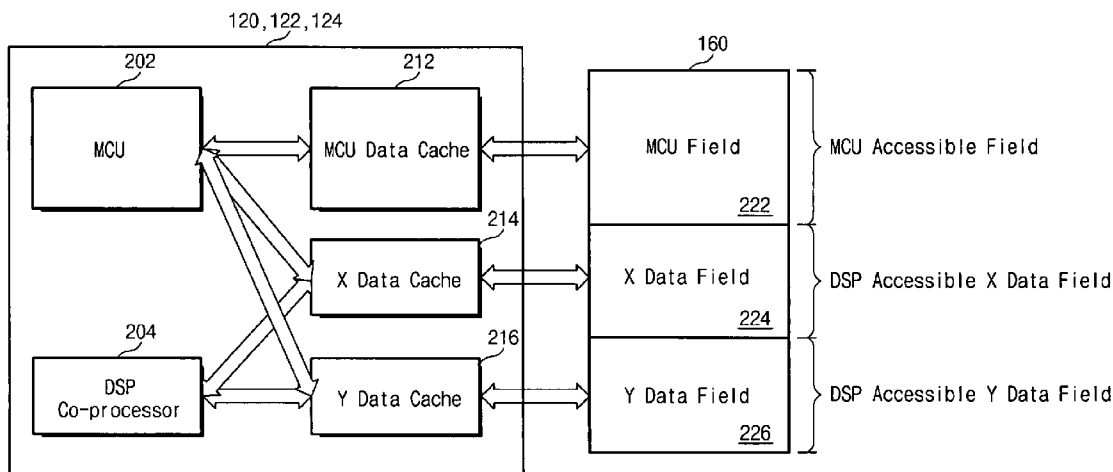 120, 122, 124
202
212
160
MCU
MCU Data Cache
MCU Field
222
MCU Accessible Field
214
X Data Cache
X Data Field
224
DSP Accessible X Data Field
204
216
DSP
Co-processor
Y Data Cache
Y Data Field
226
DSP Accessible Y Data Field